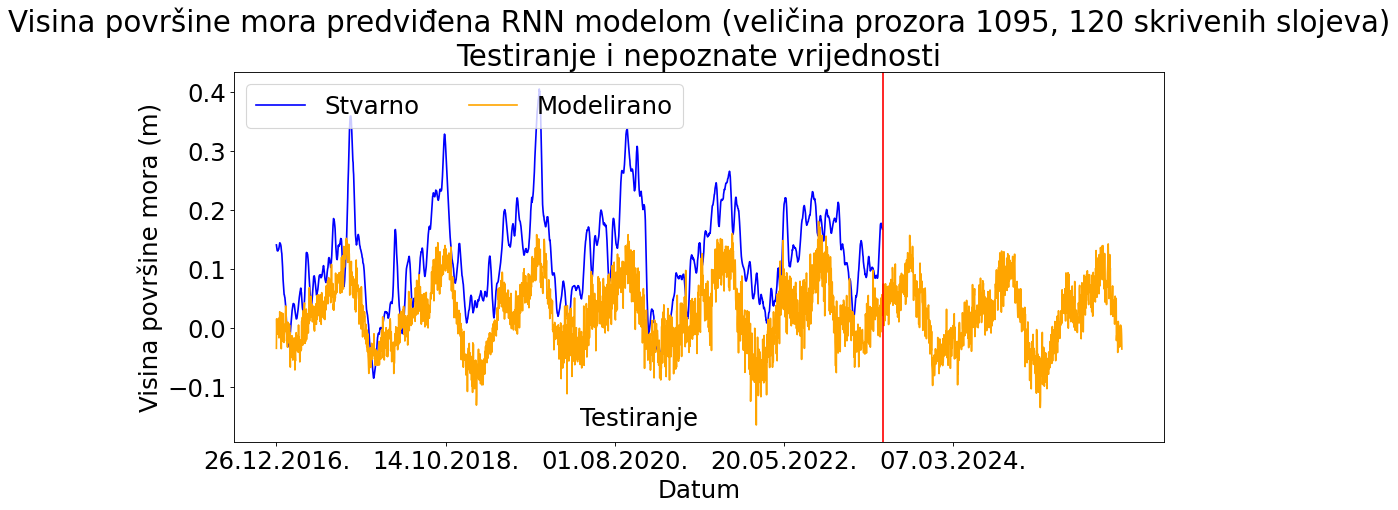 Visina površine mora predviđena RNN modelom (veličina prozora 1095, 120 skrivenih slojeva)
Testiranje i nepoznate vrijednosti
Stvarno Modelirano
Visina površine mora (m)
0.4
0.3
0.2
0.1
0.0
−0.1
Testiranje
26.12.2016. 14.10.2018. 01.08.2020. 20.05.2022. 07.03.2024.
Datum